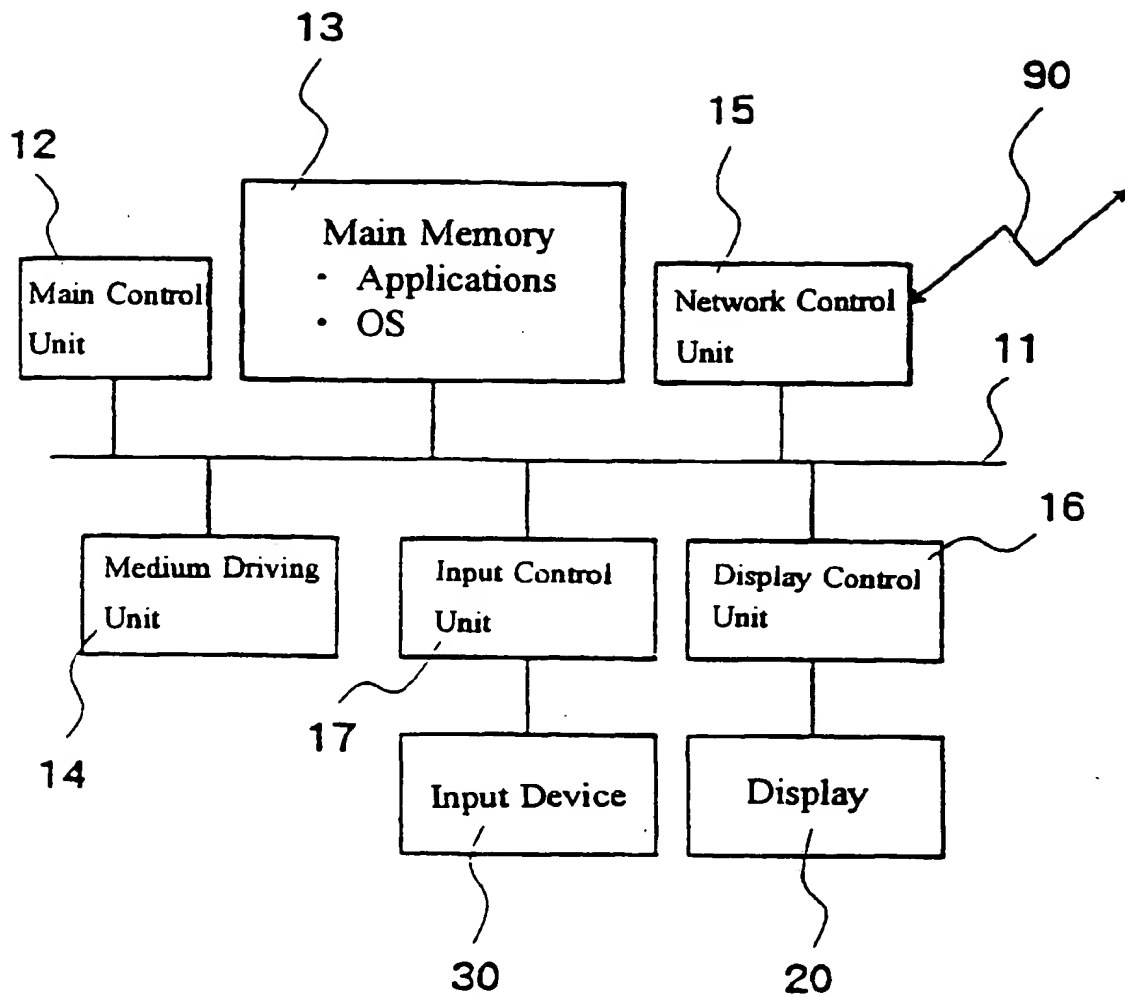 13
90
15
12
Main Memory
· Applications
· OS
Main Control
Unit
Network Control
Unit
11
16
Medium Driving
Unit
Input Control
Unit
Display Control
Unit
17
14
Input Device
Display
30
20